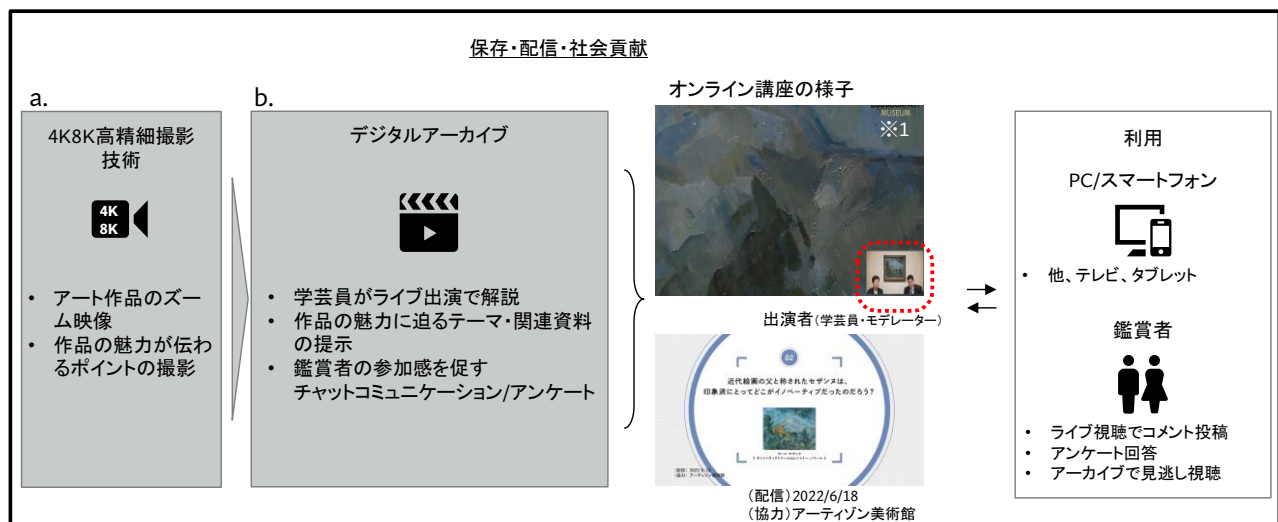 保存・配信・社会貢献
a.
4K8K高精細撮影
技術
4K
8K
• アート作品のズー
ム映像
• 作品の魅力が伝わ
るポイントの撮影
b.
デジタルアーカイブ
• 学芸員がライブ出演で解説
• 作品の魅力に迫るテーマ・関連資料
の提示
• 鑑賞者の参加感を促す
チャットコミュニケーション/アンケート
オンライン講座の様子
MUSEUM
※1
出演者(学芸員・モデレーター)
02
近代絵画の父と称されたセザンヌは、
印象派にとってどこがイノベーティブだったのだろう?
(配信)2022/6/18
(協力)アーティゾン美術館
利用
PC/スマートフォン
• 他、テレビ、タブレット
鑑賞者
• ライブ視聴でコメント投稿
• アンケート回答
• アーカイブで見逃し視聴